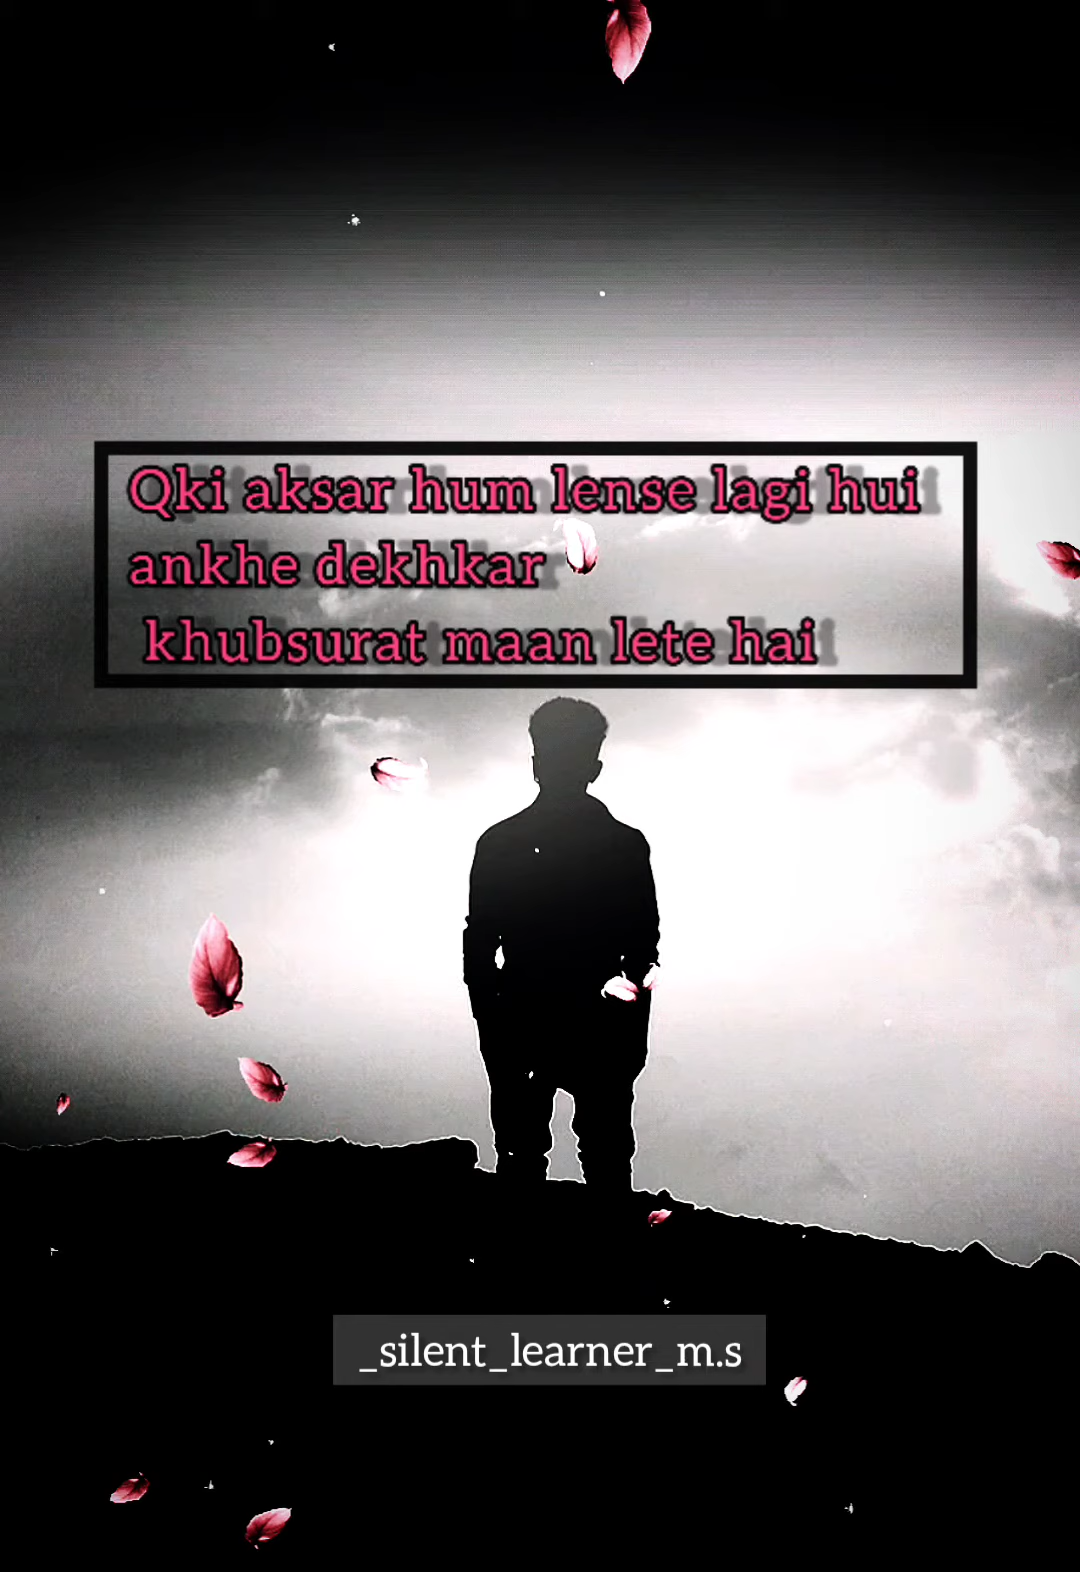 Qki aksar hum lense lagi hui
ankhe dekhkar
khubsurat maan lete hai
_silent_learner_m.s